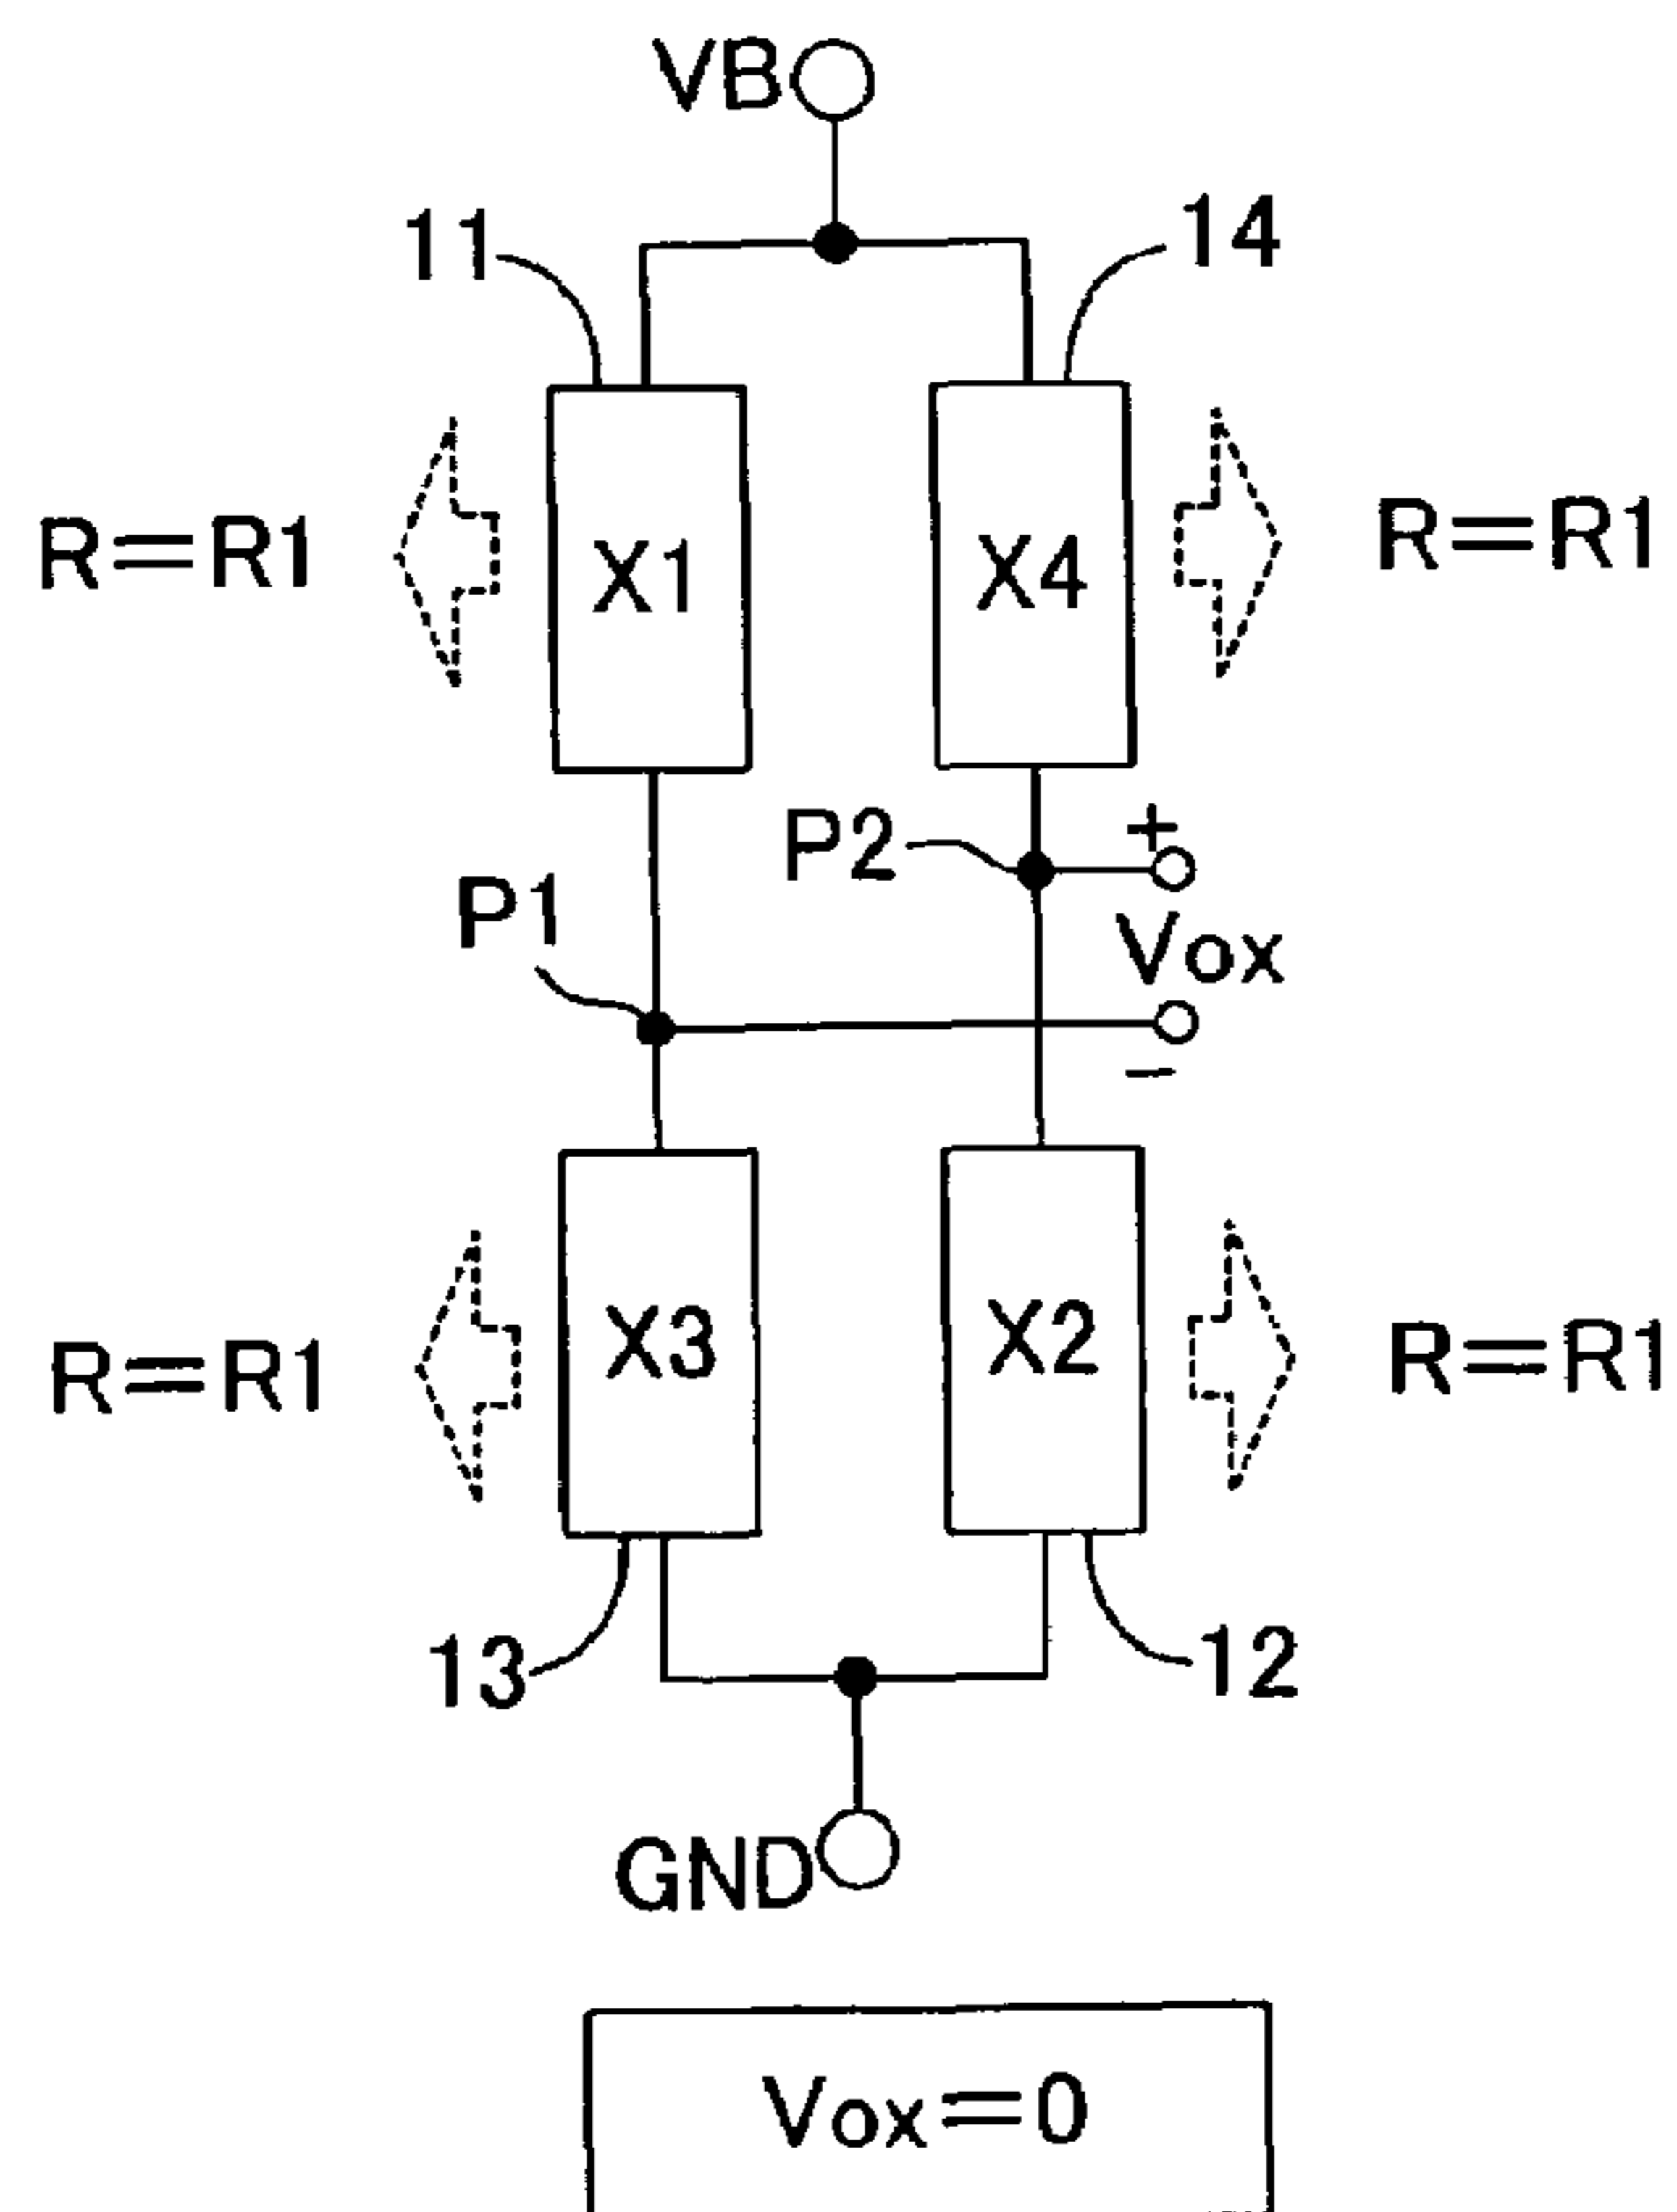 VB
11
14
R=R1
X1
X4
R=R1
P2
+
P1
Vox
−
R=R1
X3
X2
R=R1
13
12
GND
Vox=0